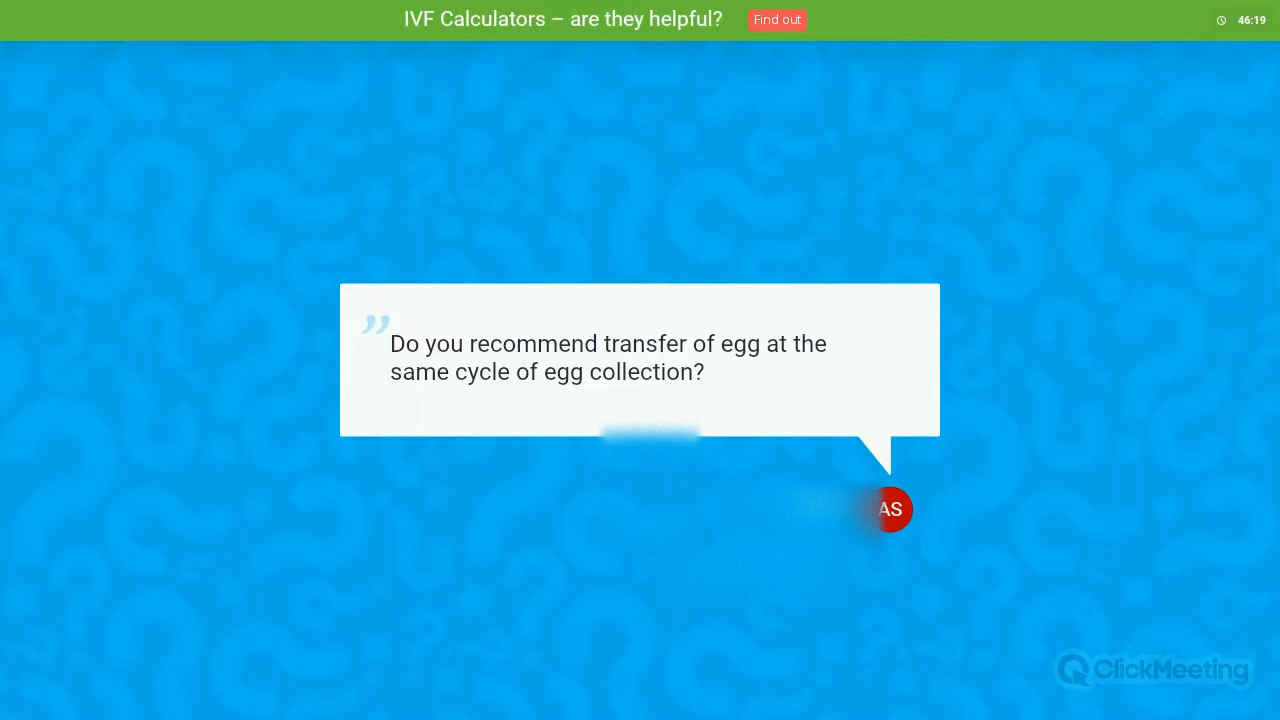 IVF Calculators – are they helpful?
Find out
46:19
” Do you recommend transfer of egg at the
same cycle of egg collection?
AS
ClickMeeting